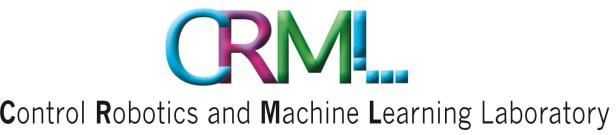 CRML...
Control Robotics and Machine Learning Laboratory